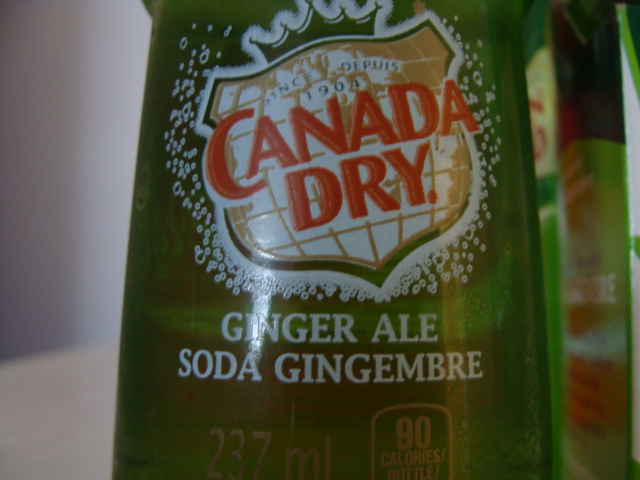 SINCE DEPUIS
1904
CANADA
DRY.
GINGER ALE
SODA GINGEMBRE
237 ml
90
CALORIES/
BOTTLE/